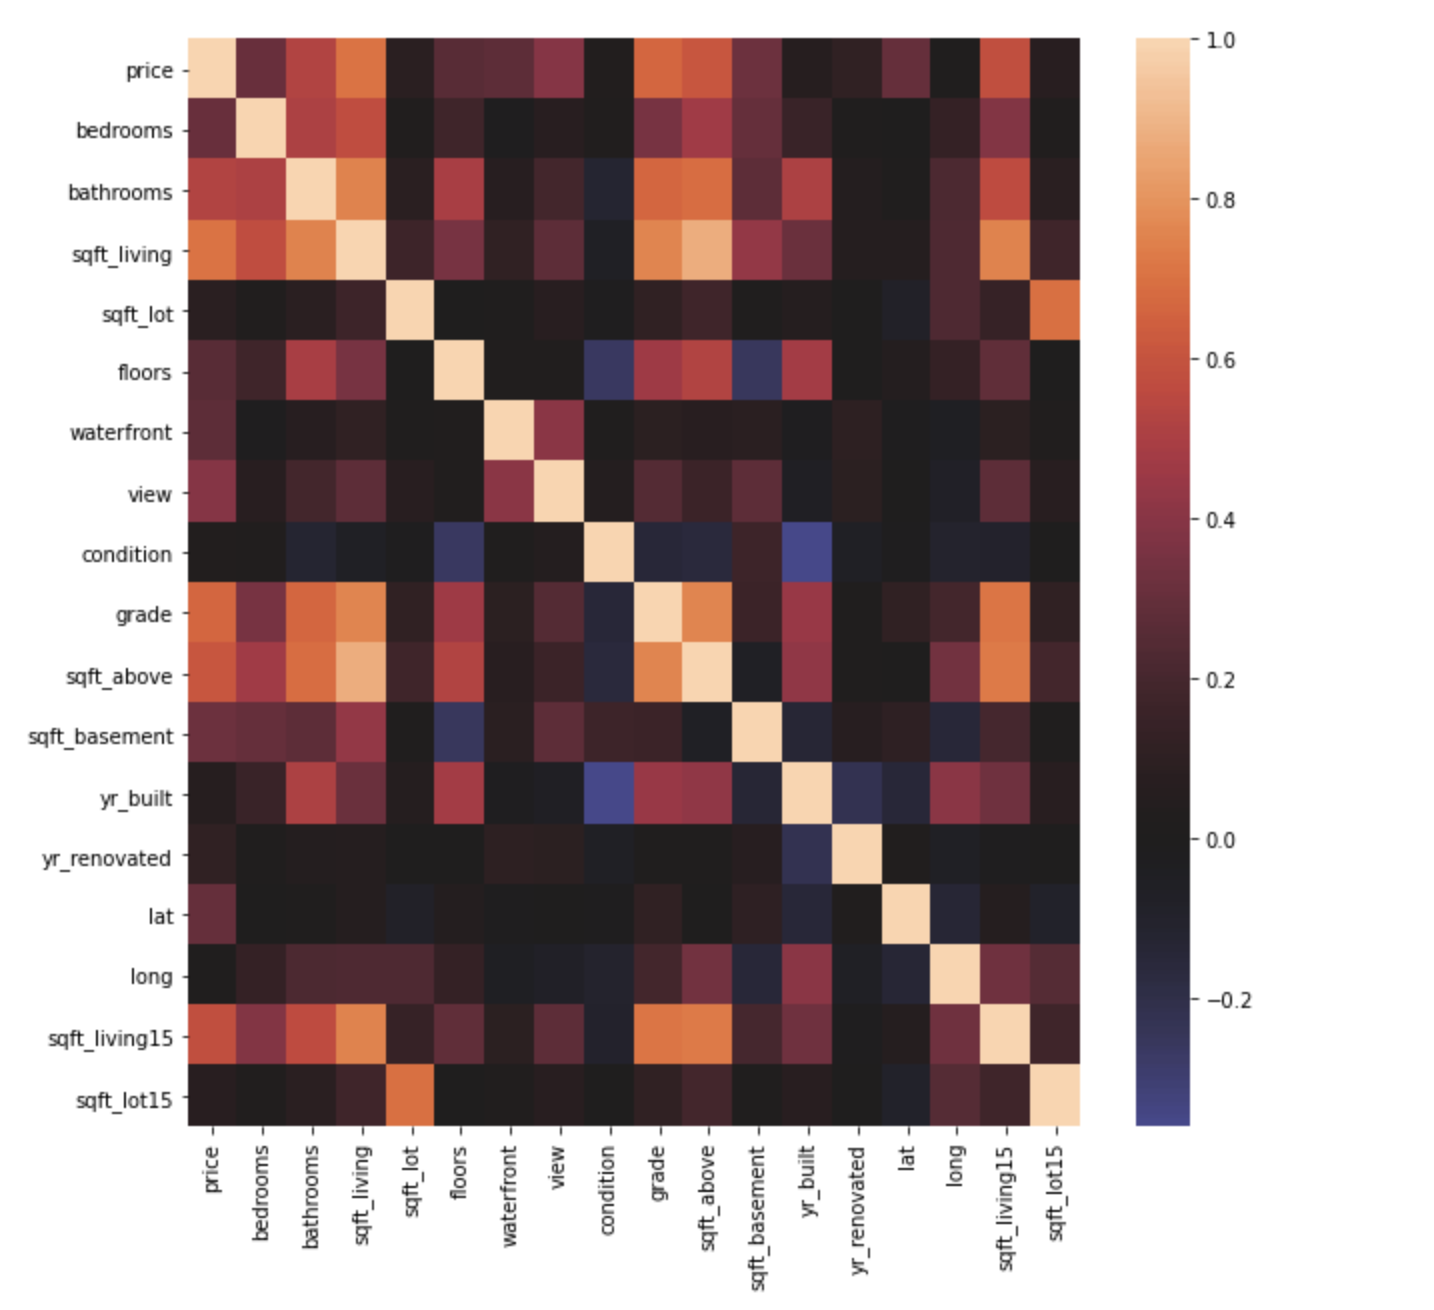 price
bedrooms
bathrooms
sqft_living
sqft_lot
floors
waterfront
view
condition
grade
sqft_above
sqft_basement
yr_built
yr_renovated
lat
long
sqft_living15
sqft_lot15
price
bedrooms
bathrooms
sqft_living
sqft_lot
floors
waterfront
view
condition
grade
sqft_above
sqft_basement
yr_built
yr_renovated
lat
long
sqft_living15
sqft_lot15
1.0
0.8
0.6
0.4
0.2
0.0
−0.2